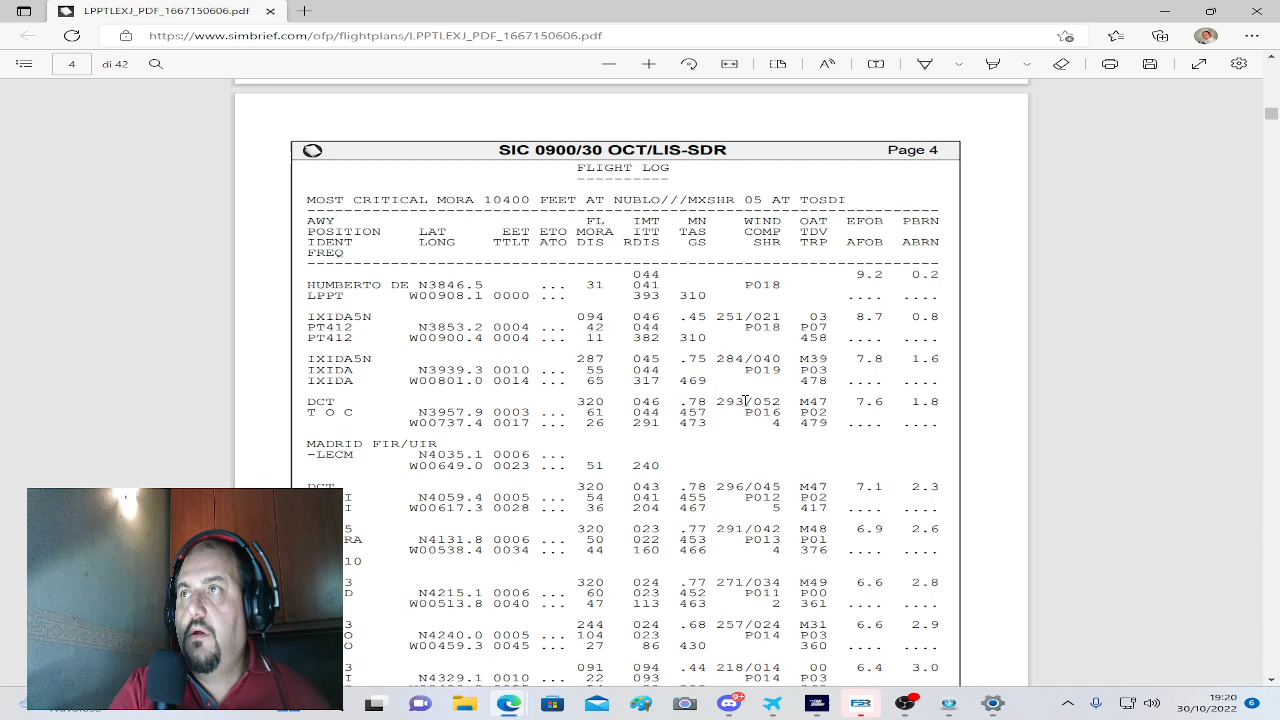 LPPTLEXJ_PDF_1667150606.pdf
https://www.simbrief.com/ofp/flightplans/LPPTLEXJ_PDF_1667150606.pdf
4 di 42
SIC 0900/30 OCT/LIS-SDR Page 4
FLIGHT LOG
----------
MOST CRITICAL MORA 10400 FEET AT NUBLO///MXSHR 05 AT TOSDI
AWY FL IMT MN WIND OAT EFOB PBRN
POSITION LAT EET ETO MORA ITT TAS COMP TDV
IDENT LONG TTLT ATO DIS RDIS GS SHR TRP AFOB ABRN
FREQ
044 9.2 0.2
HUMBERTO DE N3846.5 ... 31 041 P018
LPPT W00908.1 0000 ... 393 310 .... ....
IXIDA5N 094 046 .45 251/021 03 8.7 0.8
PT412 N3853.2 0004 ... 42 044 P018 P07
PT412 W00900.4 0004 ... 11 382 310 458 .... ....
IXIDA5N 287 045 .75 284/040 M39 7.8 1.6
IXIDA N3939.3 0010 ... 55 044 P019 P03
IXIDA W00801.0 0014 ... 65 317 469 478 .... ....
DCT 320 046 .78 293/052 M47 7.6 1.8
T O C N3957.9 0003 ... 61 044 457 P016 P02
W00737.4 0017 ... 26 291 473 4 479 .... ....
MADRID FIR/UIR
-LECM N4035.1 0006 ...
W00649.0 0023 ... 51 240
DCT 320 043 .78 296/045 M47 7.1 2.3
I N4059.4 0005 ... 54 041 455 P012 P02
I W00617.3 0028 ... 36 204 467 5 417 .... ....
5 320 023 .77 291/042 M48 6.9 2.6
RA N4131.8 0006 ... 50 022 453 P013 P01
W00538.4 0034 ... 44 160 466 4 376 .... ....
10
3 320 024 .77 271/034 M49 6.6 2.8
D N4215.1 0006 ... 60 023 452 P011 P00
W00513.8 0040 ... 47 113 463 2 361 .... ....
3 244 024 .68 257/024 M31 6.6 2.9
O N4240.0 0005 ... 104 023 P014 P03
O W00459.3 0045 ... 27 86 430 360 .... ....
3 091 094 .44 218/014 00 6.4 3.0
I N4329.1 0010 ... 22 093 P014 P03
9+
19:20
30/10/2022
6